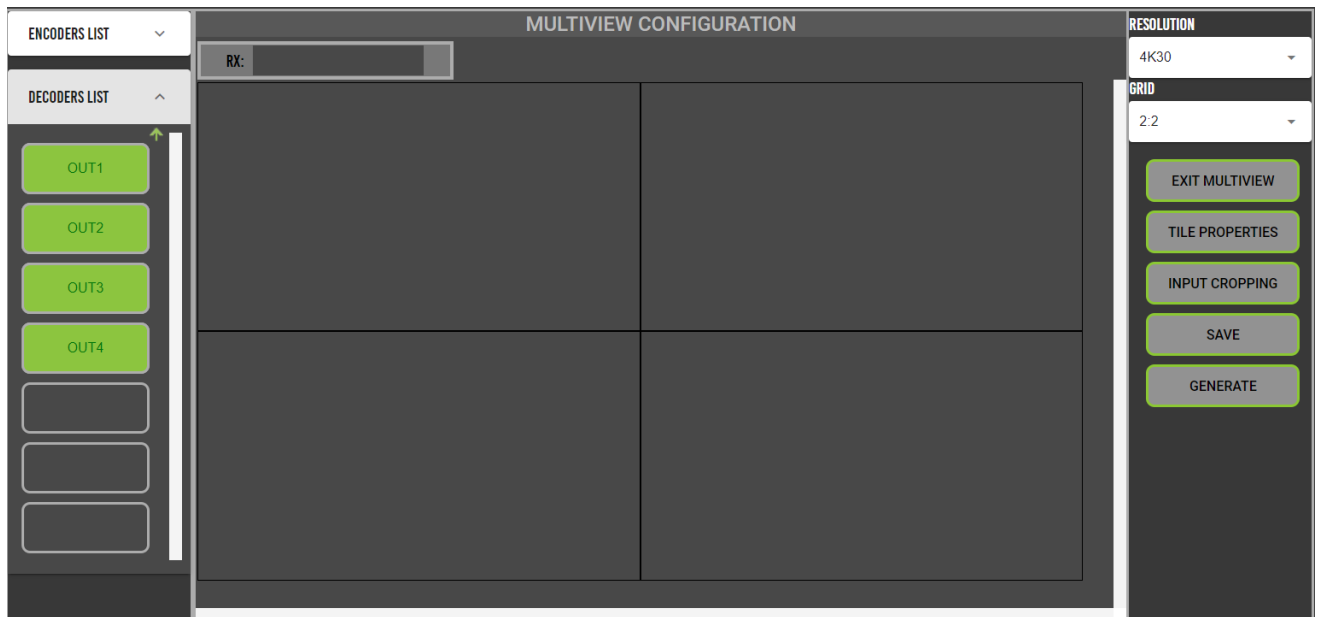 ENCODERS LIST
DECODERS LIST
OUT1
OUT2
OUT3
OUT4
MULTIVIEW CONFIGURATION
RX:
RESOLUTION
4K30
GRID
2:2
EXIT MULTIVIEW
TILE PROPERTIES
INPUT CROPPING
SAVE
GENERATE